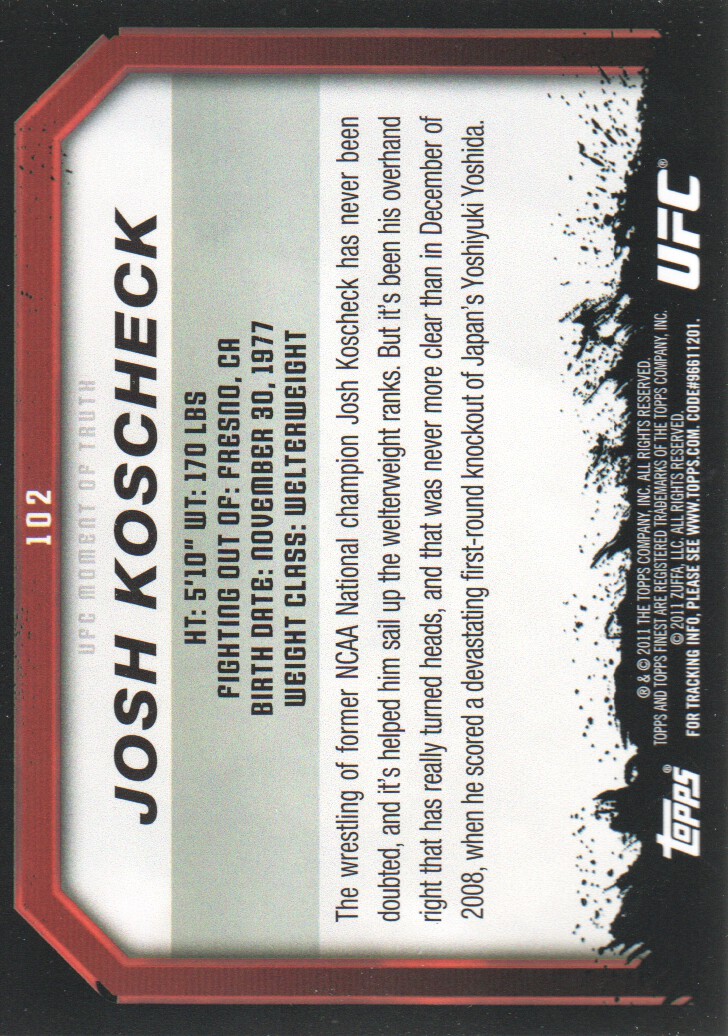 102
UFC MOMENT OF TRUTH
JOSH KOSCHECK
HT: 5'10" WT: 170 LBS
FIGHTING OUT OF: FRESNO, CA
BIRTH DATE: NOVEMBER 30, 1977
WEIGHT CLASS: WELTERWEIGHT
The wrestling of former NCAA National champion Josh Koscheck has never been
doubted, and it's helped him sail up the welterweight ranks. But it's been his overhand
right that has really turned heads, and that was never more clear than in December of
2008, when he scored a devastating first-round knockout of Japan's Yoshiyuki Yoshida.
® & © 2011 THE TOPPS COMPANY, INC. ALL RIGHTS RESERVED.
TOPPS AND TOPPS FINEST ARE REGISTERED TRADEMARKS OF THE TOPPS COMPANY, INC.
© 2011 ZUFFA, LLC. ALL RIGHTS RESERVED.
FOR TRACKING INFO, PLEASE SEE WWW.TOPPS.COM. CODE#96611201.
topps®
UFC®